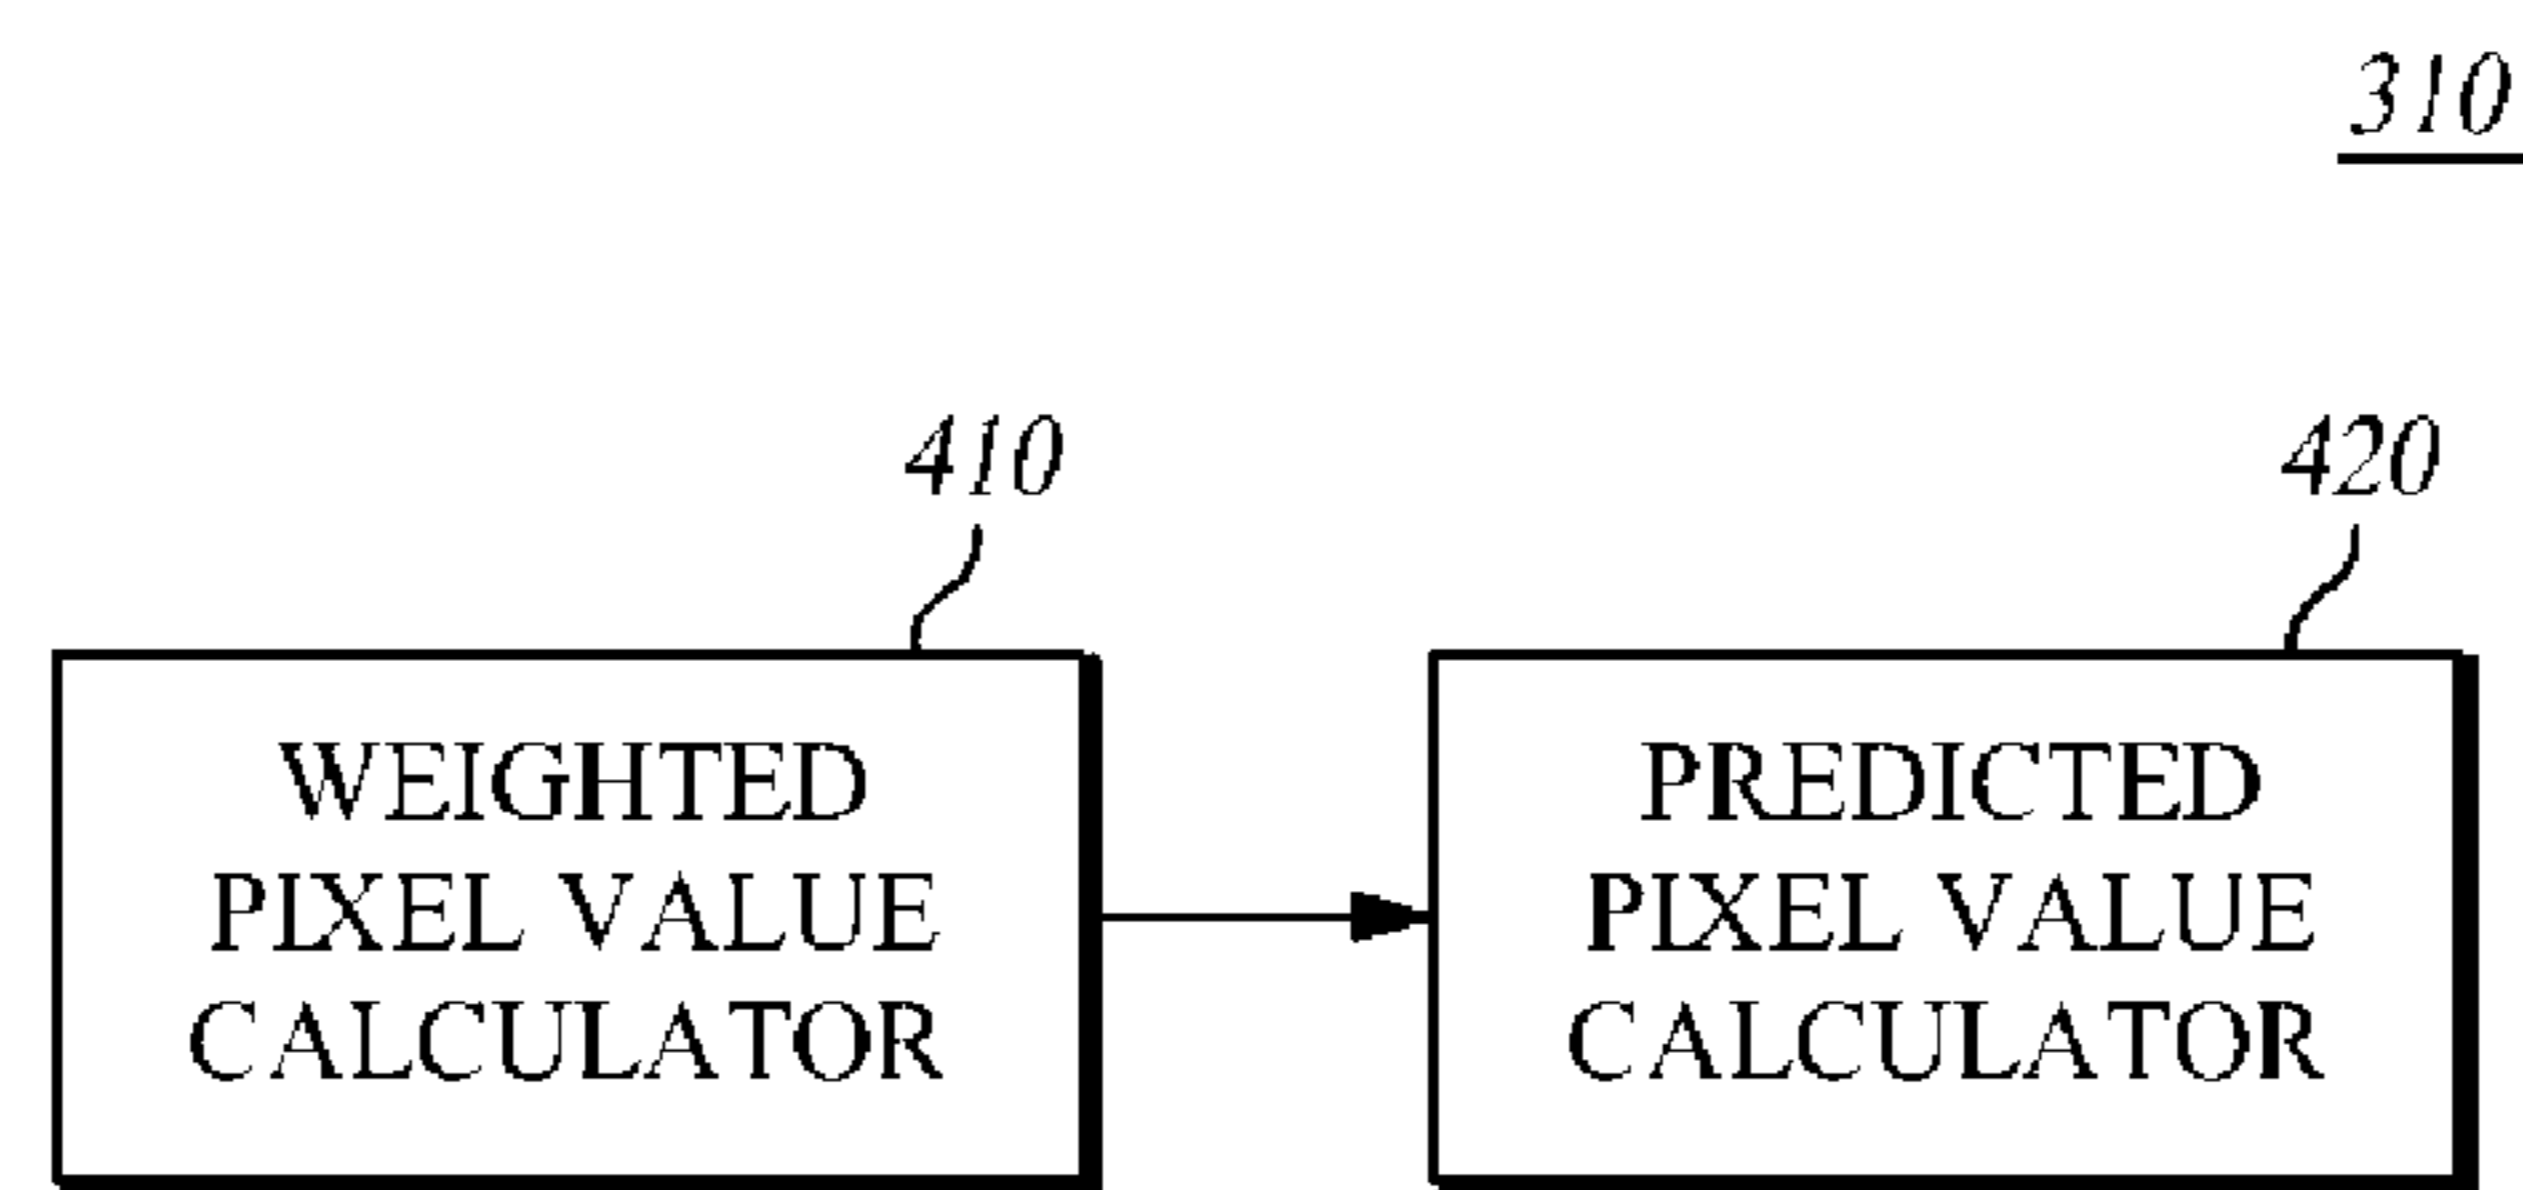 310
410
420
WEIGHTED
PIXEL VALUE
CALCULATOR
PREDICTED
PIXEL VALUE
CALCULATOR